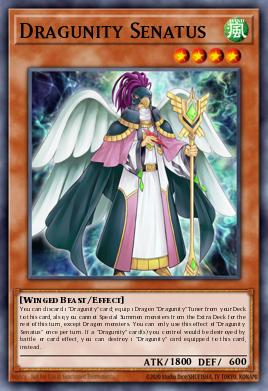 DRAGUNITY SENATUS
WIND
風
[WINGED BEAST/EFFECT]
You can discard 1 "Dragunity" card; equip 1 Dragon "Dragunity" Tuner from your Deck
to this card, also you cannot Special Summon monsters from the Extra Deck for
the rest of this turn, except Dragon monsters. You can only use this effect of "Dragunity
Senatus" once per turn. If a "Dragunity" card(s) you control would be destroyed by
battle or card effect, you can destroy 1 "Dragunity" card equipped to this card,
instead.
ATK/1800 DEF/ 600